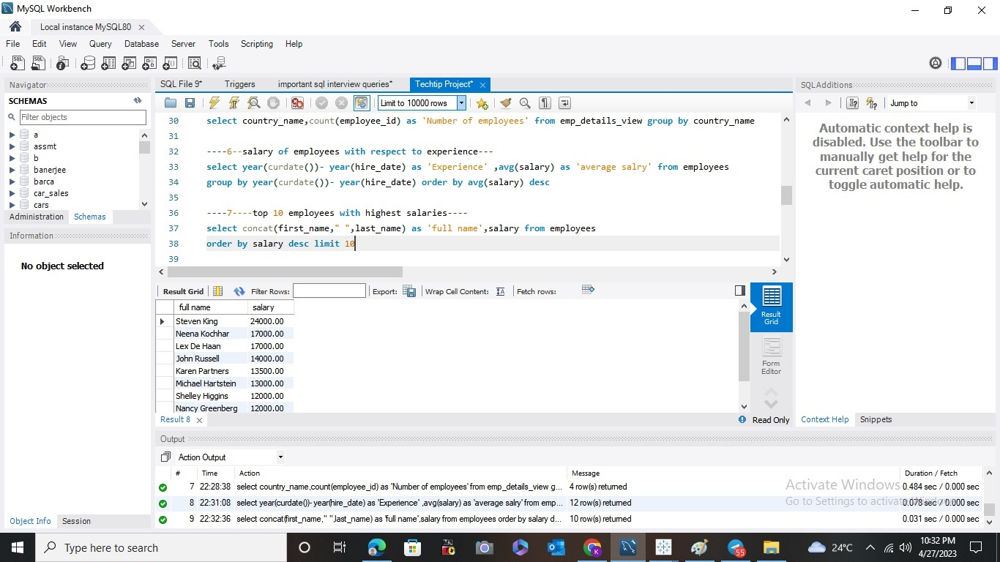 MySQL Workbench
Local instance MySQL80
File Edit View Query Database Server Tools Scripting Help
Navigator
SCHEMAS
Filter objects
a
assmt
b
banerjee
barca
car_sales
cars
Administration Schemas
Information
No object selected
Object Info Session
SQL File 9* Triggers important sql interview queries* Techtip Project*
Limit to 10000 rows
30 select country_name,count(employee_id) as 'Number of employees' from emp_details_view group by country_name
31
32 ----6--salary of employees with respect to experience---
33 select year(curdate())- year(hire_date) as 'Experience' ,avg(salary) as 'average salry' from employees
34 group by year(curdate())- year(hire_date) order by avg(salary) desc
35
36 ----7----top 10 employees with highest salaries----
37 select concat(first_name," ",last_name) as 'full name',salary from employees
38 order by salary desc limit 10
39
Result Grid Filter Rows: Export: Wrap Cell Content: Fetch rows:
full name salary
Steven King 24000.00
Neena Kochhar 17000.00
Lex De Haan 17000.00
John Russell 14000.00
Karen Partners 13500.00
Michael Hartstein 13000.00
Shelley Higgins 12000.00
Nancy Greenberg 12000.00
Result
Grid
Form
Editor
Result 8
Read Only
SQLAdditions
Jump to
Automatic context help is
disabled. Use the toolbar to
manually get help for the
current caret position or to
toggle automatic help.
Context Help Snippets
Output
Action Output
# Time Action Message Duration / Fetch
7 22:28:38 select country_name,count(employee_id) as 'Number of employees' from emp_details_view g... 4 row(s) returned 0.484 sec / 0.000 sec
8 22:31:08 select year(curdate())- year(hire_date) as 'Experience' ,avg(salary) as 'average salry' from emp... 12 row(s) returned 0.078 sec / 0.000 sec
9 22:32:36 select concat(first_name," ",last_name) as 'full name',salary from employees order by salary d... 10 row(s) returned 0.031 sec / 0.000 sec
Activate Windows
Go to Settings to activate Windows.
Type here to search
55
24°C
10:32 PM
4/27/2023